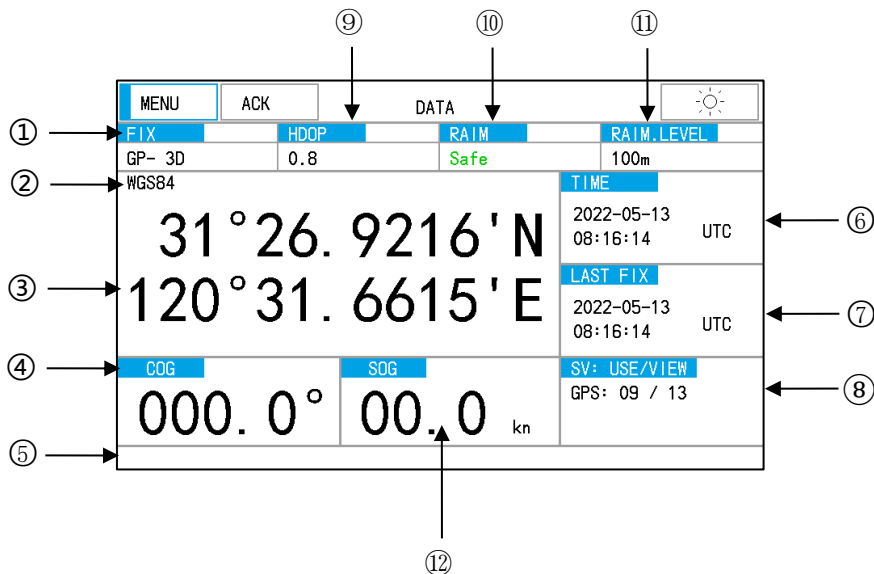 ⑨ ⑩ ⑪
MENU ACK DATA
① FIX HDOP RAIM RAIM.LEVEL
GP- 3D 0.8 Safe 100m
② WGS84 TIME
31°26.9216'N
2022-05-13
08:16:14 UTC ⑥
③ 120°31.6615'E
LAST FIX
2022-05-13
08:16:14 UTC ⑦
④ COG SOG SV: USE/VIEW
000.0° 00.0 kn GPS: 09 / 13 ⑧
⑤
⑫